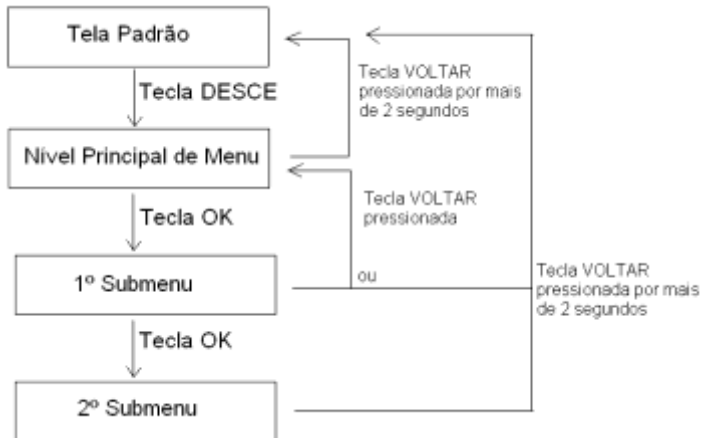 Tela Padrão
Tecla DESCE
Tecla VOLTAR
pressionada por mais
de 2 segundos
Nível Principal de Menu
Tecla OK
Tecla VOLTAR
pressionada
1º Submenu
ou
Tecla VOLTAR
pressionada por mais
de 2 segundos
Tecla OK
2º Submenu